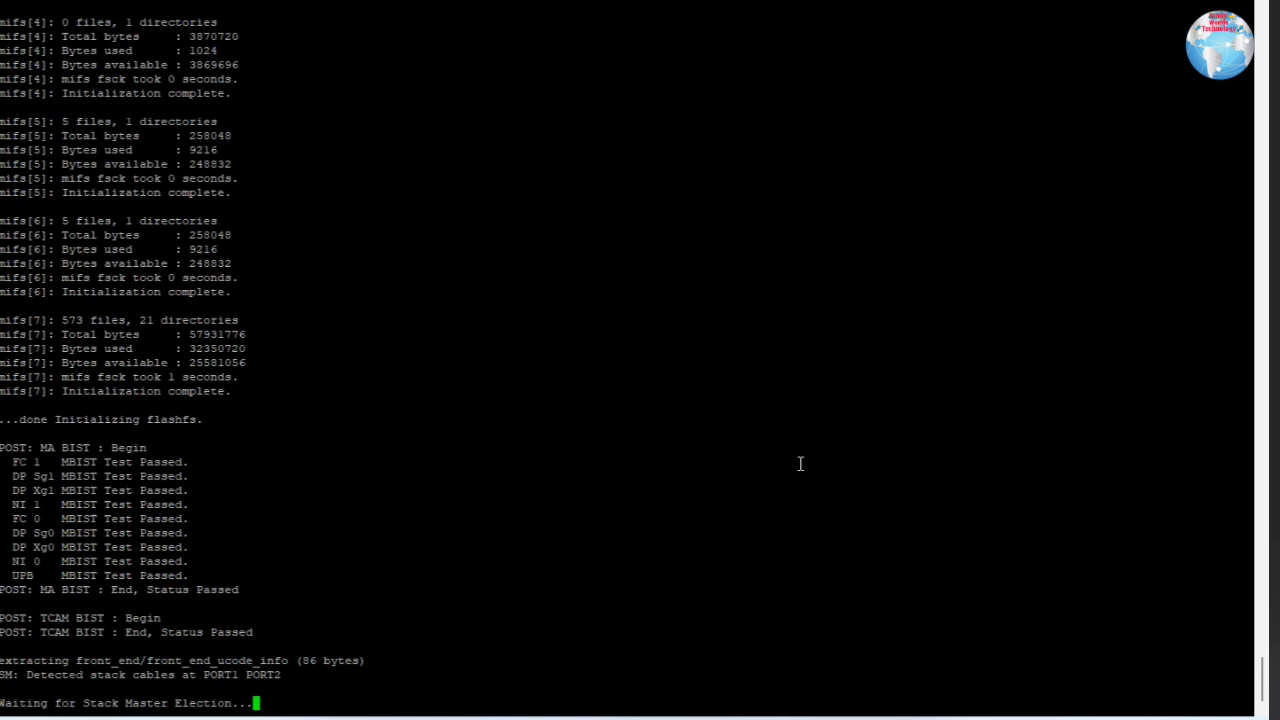 mifs[4]: 0 files, 1 directories
mifs[4]: Total bytes     : 3870720
mifs[4]: Bytes used      : 1024
mifs[4]: Bytes available : 3869696
mifs[4]: mifs fsck took 0 seconds.
mifs[4]: Initialization complete.
mifs[5]: 5 files, 1 directories
mifs[5]: Total bytes     : 258048
mifs[5]: Bytes used      : 9216
mifs[5]: Bytes available : 248832
mifs[5]: mifs fsck took 0 seconds.
mifs[5]: Initialization complete.
mifs[6]: 5 files, 1 directories
mifs[6]: Total bytes     : 258048
mifs[6]: Bytes used      : 9216
mifs[6]: Bytes available : 248832
mifs[6]: mifs fsck took 0 seconds.
mifs[6]: Initialization complete.
mifs[7]: 573 files, 21 directories
mifs[7]: Total bytes     : 57931776
mifs[7]: Bytes used      : 32350720
mifs[7]: Bytes available : 25581056
mifs[7]: mifs fsck took 1 seconds.
mifs[7]: Initialization complete.
...done Initializing flashfs.
POST: MA BIST : Begin
FC 1   MBIST Test Passed.
DP Sg1 MBIST Test Passed.
DP Xg1 MBIST Test Passed.
NI 1   MBIST Test Passed.
FC 0   MBIST Test Passed.
DP Sg0 MBIST Test Passed.
DP Xg0 MBIST Test Passed.
NI 0   MBIST Test Passed.
UPB    MBIST Test Passed.
POST: MA BIST : End, Status Passed
POST: TCAM BIST : Begin
POST: TCAM BIST : End, Status Passed
extracting front_end/front_end_ucode_info (86 bytes)
SM: Detected stack cables at PORT1 PORT2
Waiting for Stack Master Election...
Technology